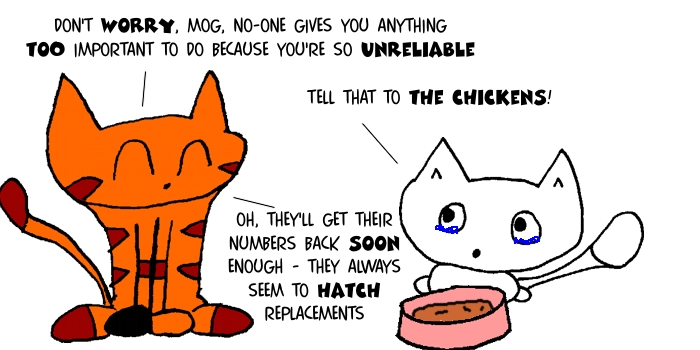 DON'T WORRY, MOG, NO-ONE GIVES YOU ANYTHING
TOO IMPORTANT TO DO BECAUSE YOU'RE SO UNRELIABLE
TELL THAT TO THE CHICKENS!
OH, THEY'LL GET THEIR
NUMBERS BACK SOON
ENOUGH - THEY ALWAYS
SEEM TO HATCH
REPLACEMENTS